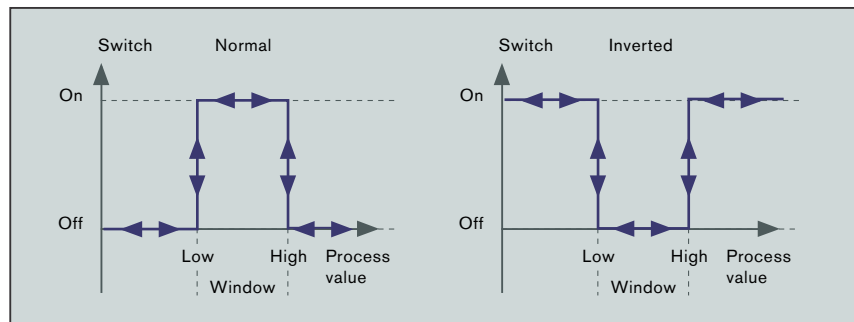 Switch Normal
On
Off
Low High Process value
Window
Switch Inverted
On
Off
Low High Process value
Window